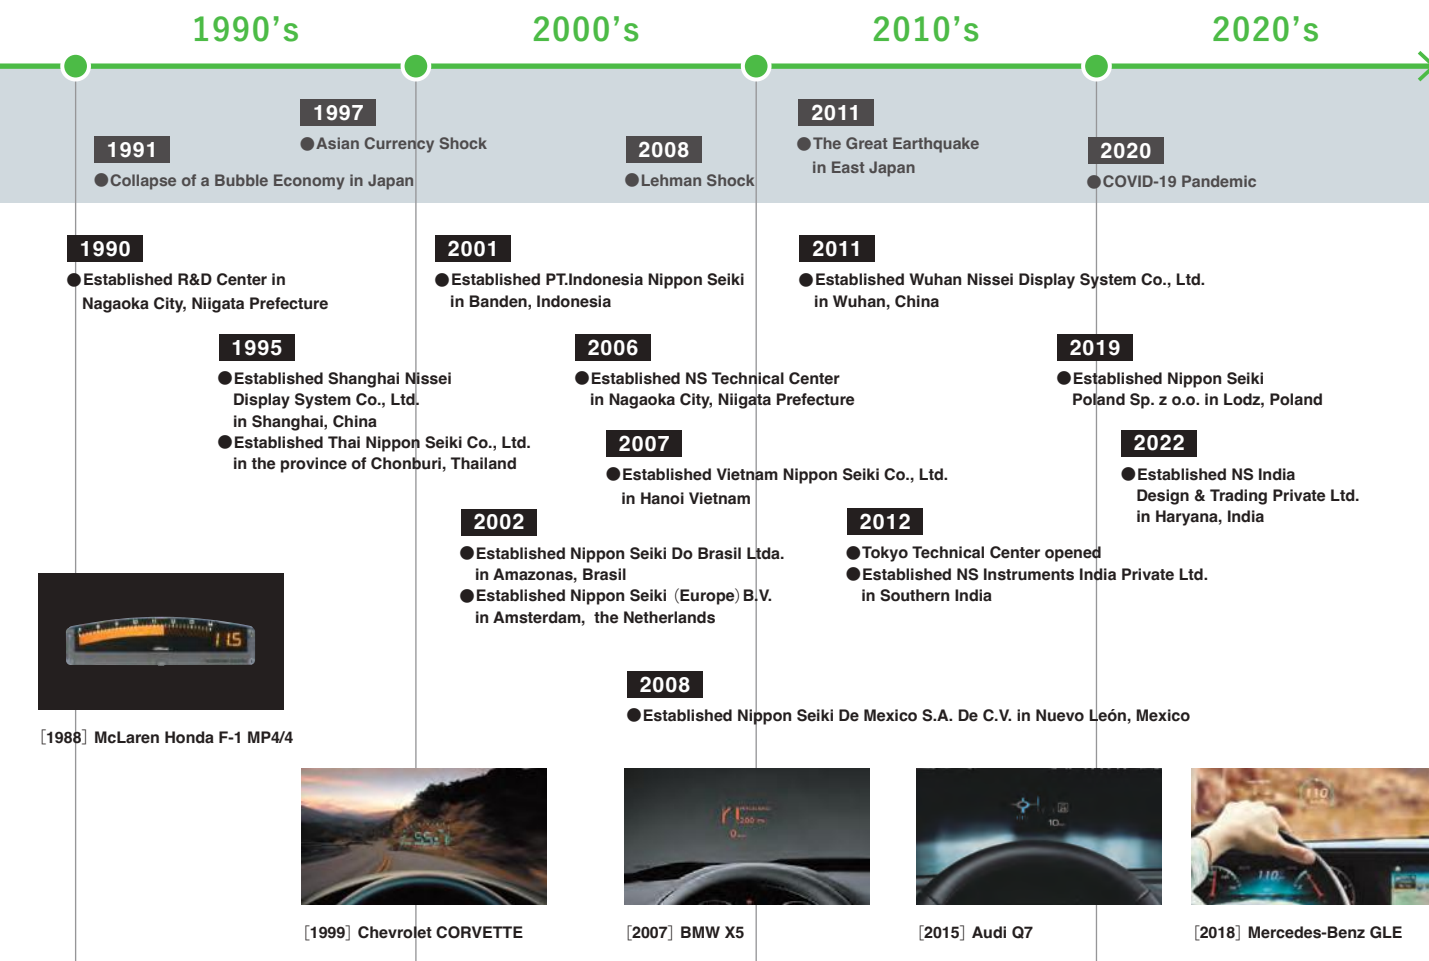 1990’s
2000’s
2010’s
2020’s
1997
●Asian Currency Shock
2011
●The Great Earthquake
in East Japan
1991
●Collapse of a Bubble Economy in Japan
2008
●Lehman Shock
2020
●COVID-19 Pandemic
1990
●Established R&D Center in
Nagaoka City, Niigata Prefecture
2001
●Established PT.Indonesia Nippon Seiki
in Banden, Indonesia
2011
●Established Wuhan Nissei Display System Co., Ltd.
in Wuhan, China
1995
●Established Shanghai Nissei
Display System Co., Ltd.
in Shanghai, China
●Established Thai Nippon Seiki Co., Ltd.
in the province of Chonburi, Thailand
2006
●Established NS Technical Center
in Nagaoka City, Niigata Prefecture
2019
●Established Nippon Seiki
Poland Sp. z o.o. in Lodz, Poland
2007
●Established Vietnam Nippon Seiki Co., Ltd.
in Hanoi Vietnam
2022
●Established NS India
Design & Trading Private Ltd.
in Haryana, India
2002
●Established Nippon Seiki Do Brasil Ltda.
in Amazonas, Brasil
●Established Nippon Seiki（Europe）B.V.
in Amsterdam, the Netherlands
2012
●Tokyo Technical Center opened
●Established NS Instruments India Private Ltd.
in Southern India
11.5
［1988］McLaren Honda F-1 MP4/4
2008
●Established Nippon Seiki De Mexico S.A. De C.V. in Nuevo León, Mexico
110
110
［1999］Chevrolet CORVETTE
［2007］BMW X5
［2015］Audi Q7
［2018］Mercedes-Benz GLE